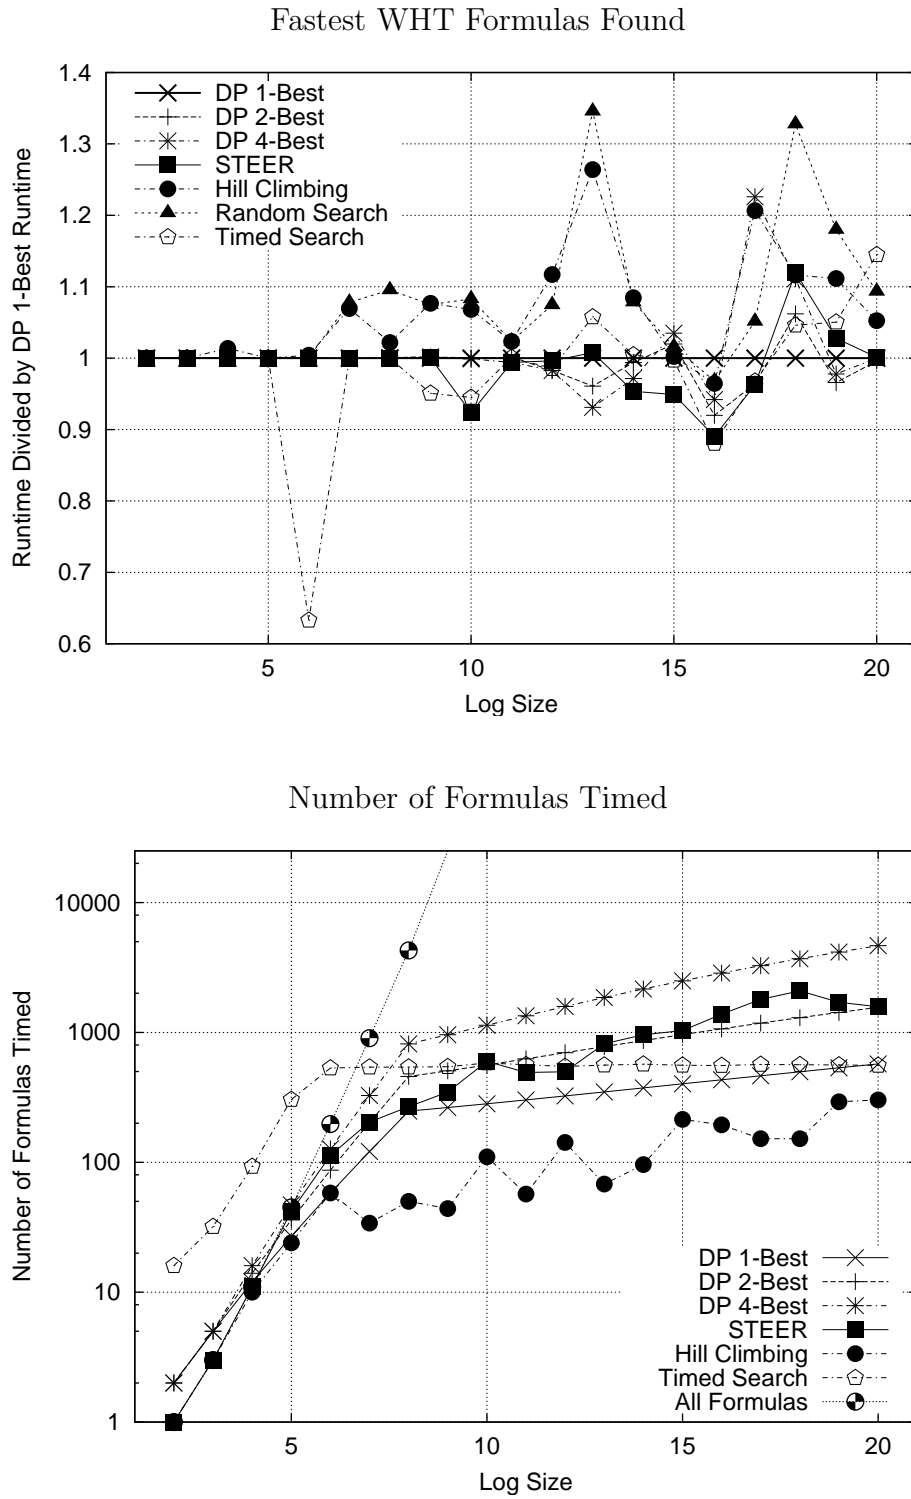 Fastest WHT Formulas Found
1.4
1.3
1.2
1.1
1
0.9
0.8
0.7
0.6
Runtime Divided by DP 1-Best Runtime
DP 1-Best
DP 2-Best
DP 4-Best
STEER
Hill Climbing
Random Search
Timed Search
5
10
15
20
Log Size
Number of Formulas Timed
10000
1000
100
10
1
Number of Formulas Timed
DP 1-Best
DP 2-Best
DP 4-Best
STEER
Hill Climbing
Timed Search
All Formulas
5
10
15
20
Log Size